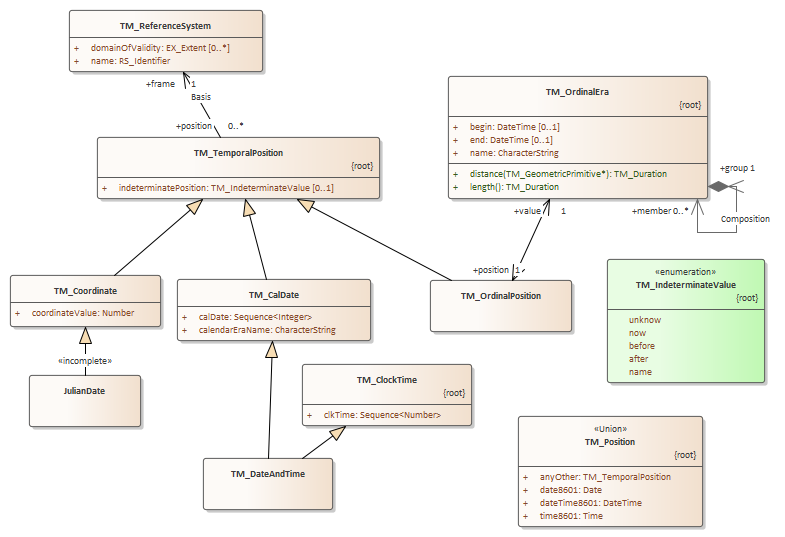 TM_ReferenceSystem
+ domainOfValidity: EX_Extent [0..*]
+ name: RS_Identifier
+frame 1
Basis
+position 0..*
TM_TemporalPosition
{root}
+ indeterminatePosition: TM_IndeterminateValue [0..1]
TM_OrdinalEra
{root}
+ begin: DateTime [0..1]
+ end: DateTime [0..1]
+ name: CharacterString
+ distance(TM_GeometricPrimitive*): TM_Duration
+ length(): TM_Duration
+group 1
+value 1
+member 0..*
Composition
+position 1
TM_Coordinate
+ coordinateValue: Number
TM_CalDate
+ calDate: Sequence<Integer>
+ calendarEraName: CharacterString
TM_OrdinalPosition
«enumeration»
TM_IndeterminateValue
{root}
unknow
now
before
after
name
«incomplete»
JulianDate
TM_ClockTime
{root}
+ clkTime: Sequence<Number>
TM_DateAndTime
«Union»
TM_Position
{root}
+ anyOther: TM_TemporalPosition
+ date8601: Date
+ dateTime8601: DateTime
+ time8601: Time